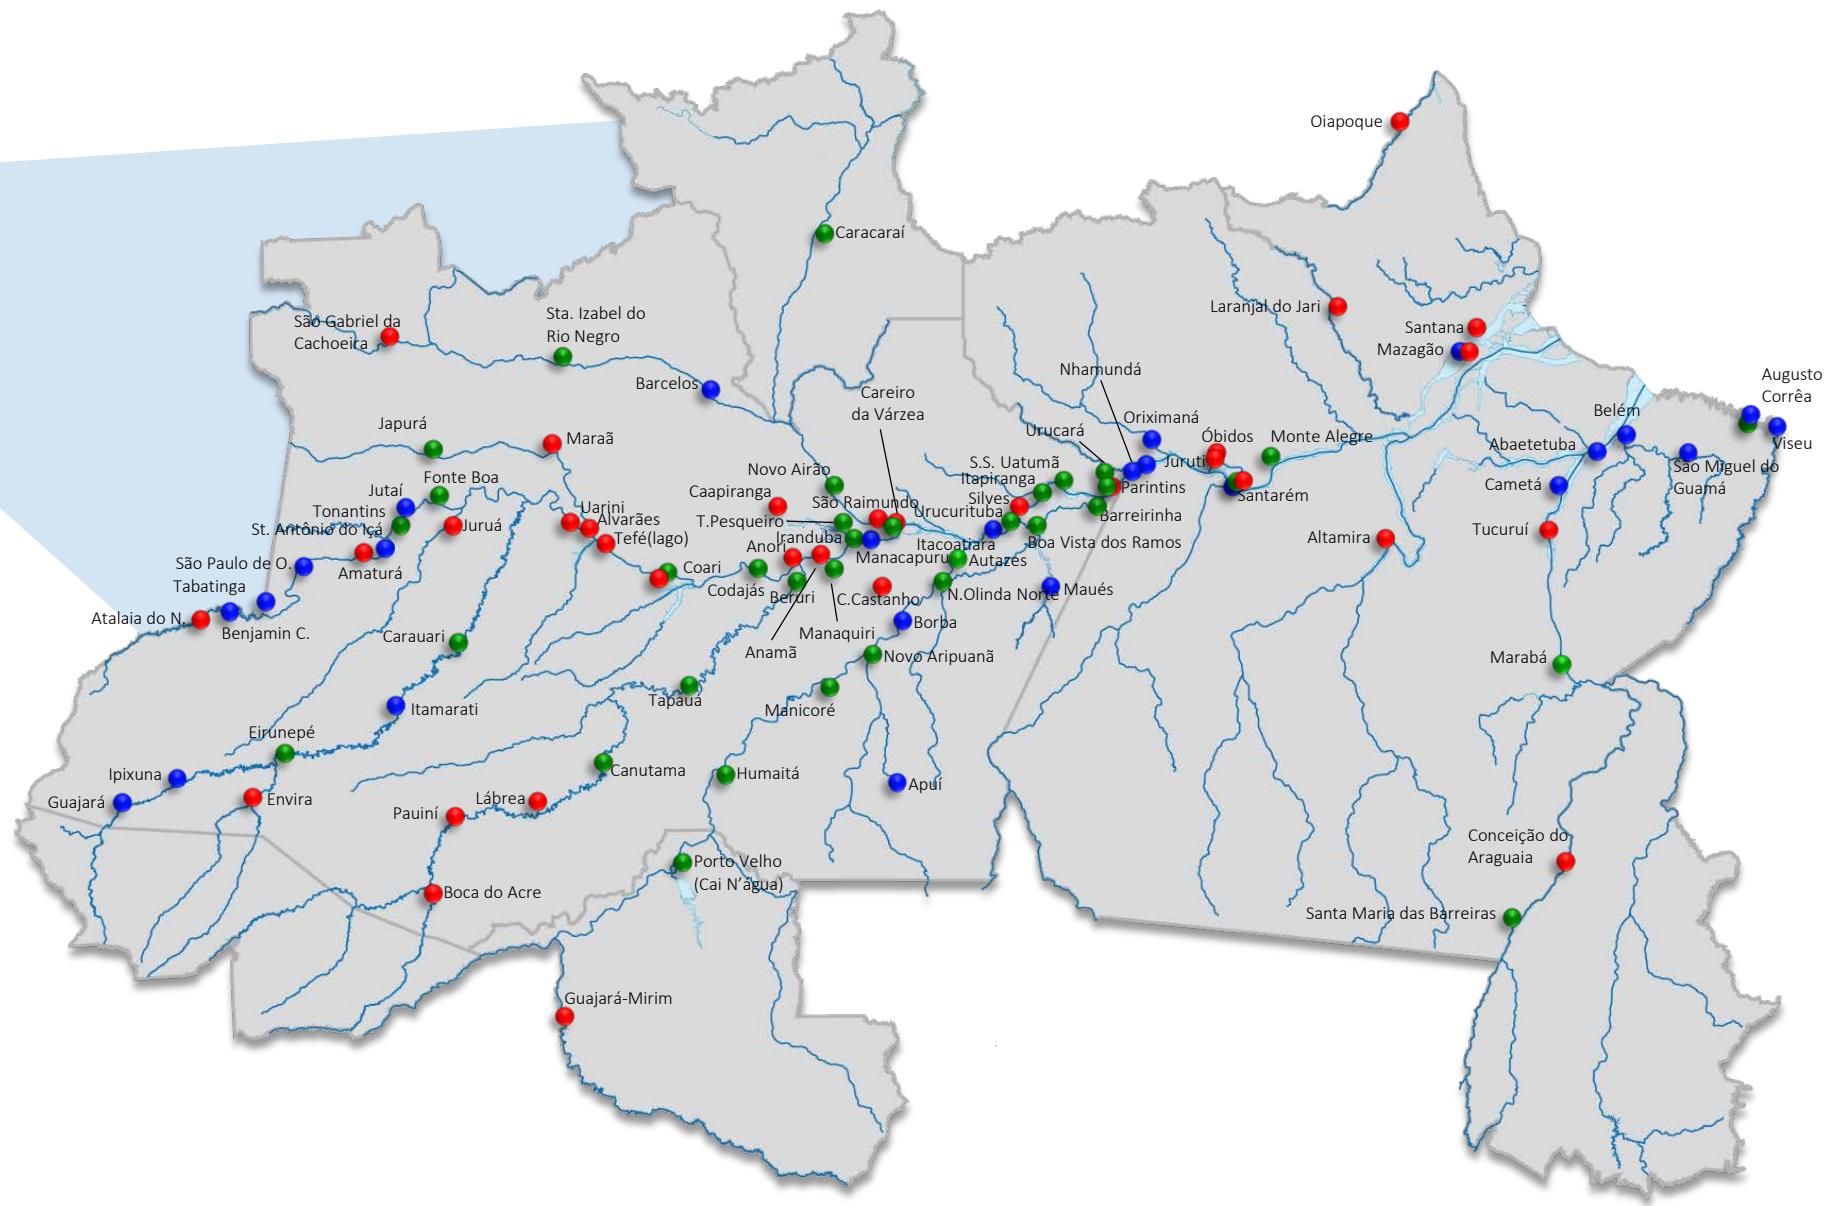 Oiapoque
Caracaraí
Laranjal do Jari
São Gabriel da
Cachoeira
Sta. Izabel do
Rio Negro
Santana
Mazagão
Nhamundá
Barcelos
Careiro
da Várzea
Augusto
Corrêa
Japurá
Maraã
Oriximaná
Urucará
Óbidos
Monte Alegre
Belém
Abaetetuba
Viseu
São Miguel do
Guamá
Fonte Boa
Novo Airão
S.S. Uatumã
Itapiranga
Juruti
Jutaí
Caapiranga
São Raimundo
Silves
Parintins
Santarém
Cametá
Tonantins
Uarini
Urucurituba
Barreirinha
St. Antônio do Içá
Juruá
Alvarães
T.Pesqueiro
Tefé(lago)
Iranduba
Itacoatiara
Boa Vista dos Ramos
Tucuruí
Altamira
São Paulo de O.
Amaturá
Anori
Manacapuru
Autazes
Coari
Tabatinga
Codajás
Beruri
C.Castanho
N.Olinda Norte
Maués
Atalaia do N.
Benjamin C.
Carauari
Manaquiri
Borba
Anamã
Novo Aripuanã
Marabá
Itamarati
Tapauá
Manicoré
Eirunepé
Ipixuna
Canutama
Humaitá
Apuí
Guajará
Envira
Lábrea
Pauiní
Conceição do
Araguaia
Porto Velho
(Cai N'água)
Boca do Acre
Santa Maria das Barreiras
Guajará-Mirim